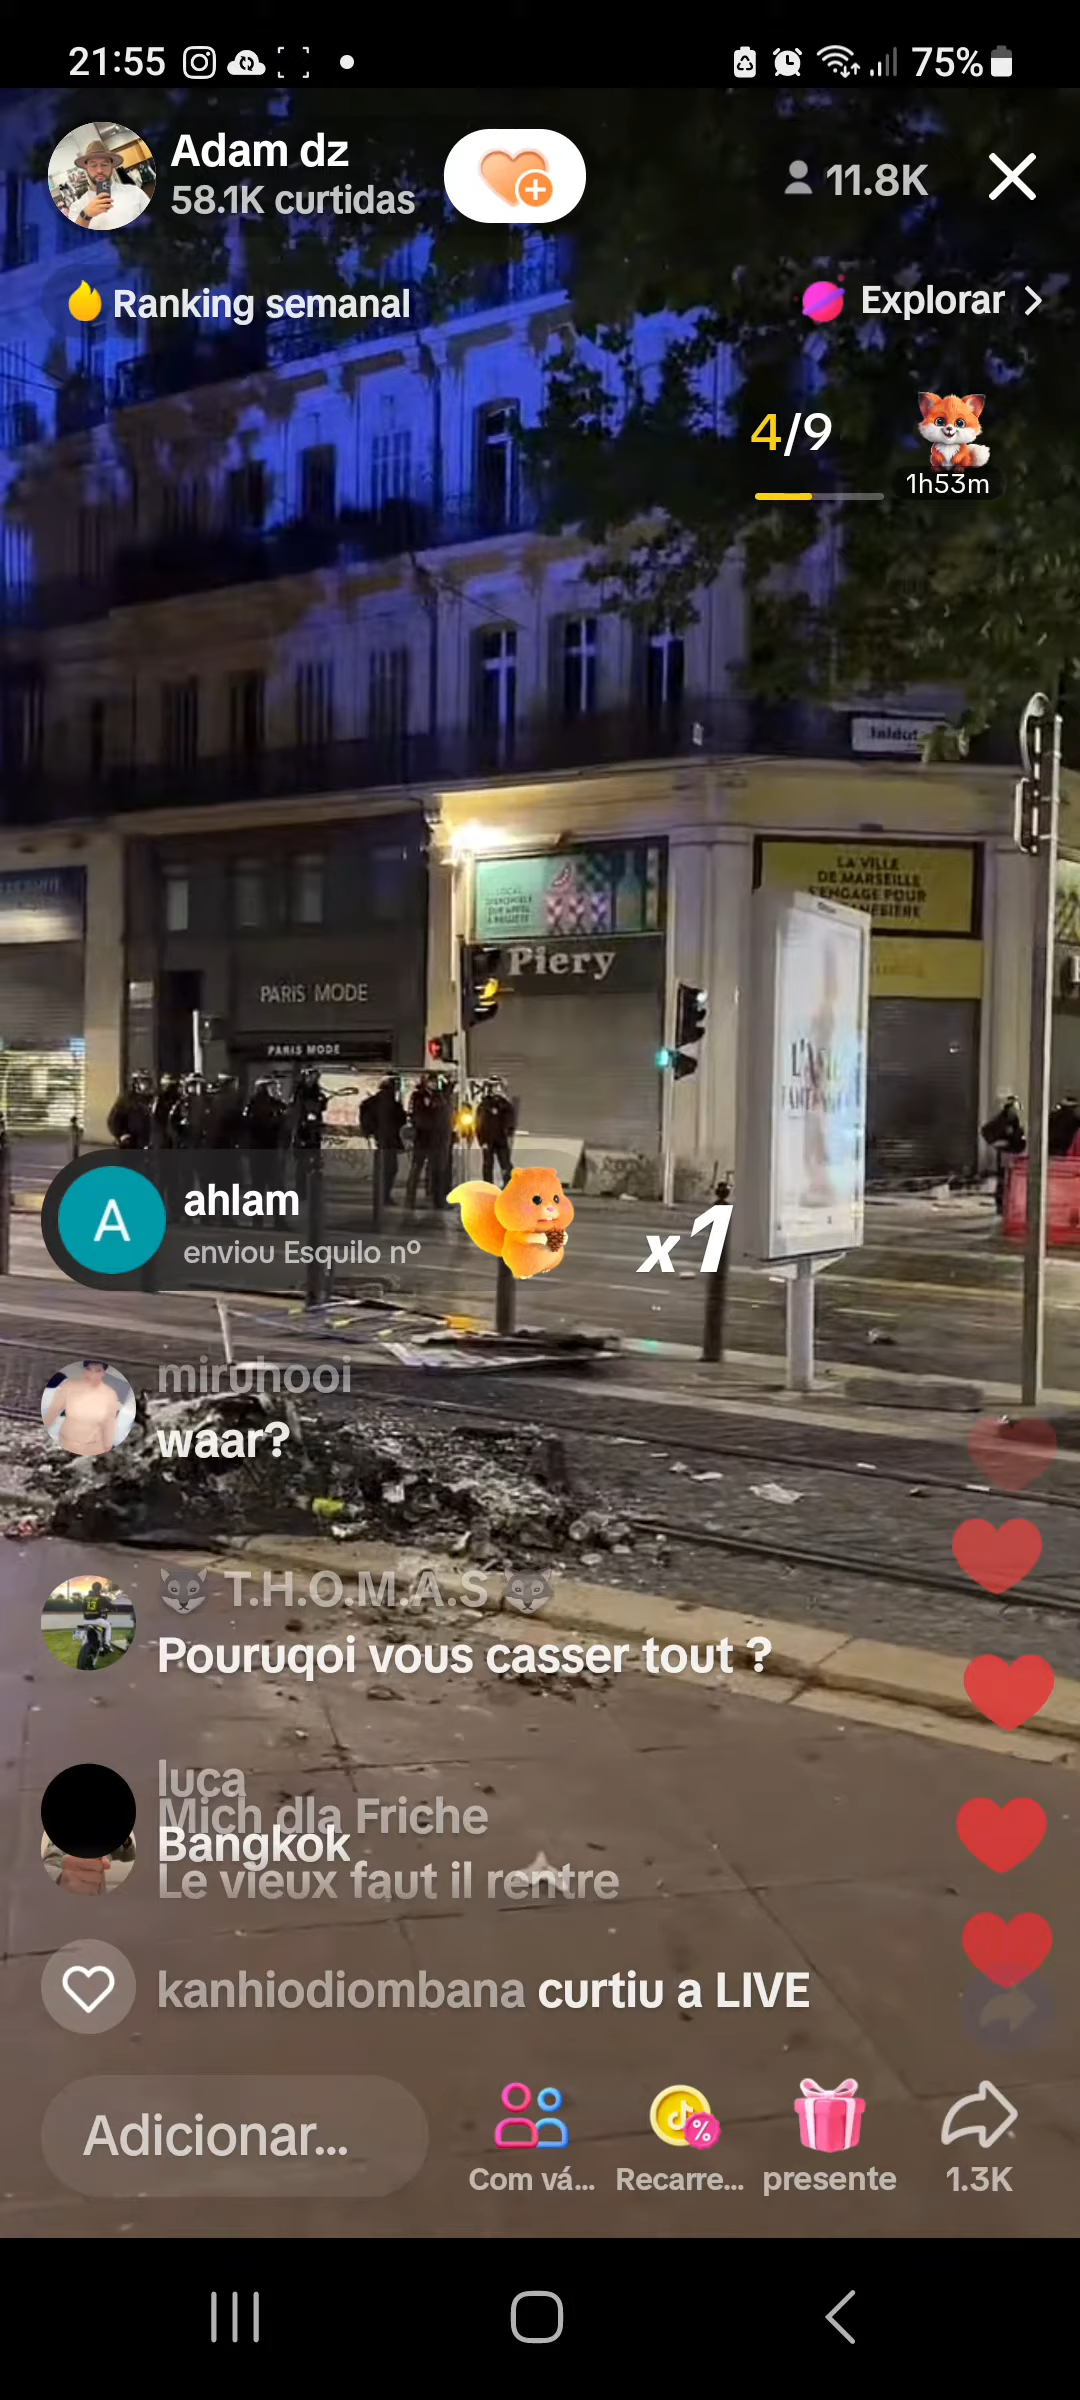 21:55
75%
Adam dz
58.1K curtidas
11.8K
Ranking semanal
Explorar
4/9
1h53m
LA VILLE
DE MARSEILLE
S'ENGAGE POUR
Piery
PARIS MODE
PARIS MODE
ahlam
enviou Esquilo nº
x1
miruhooi
waar?
T.H.O.M.A.S
Pouruqoi vous casser tout ?
luca
Mich dla Friche
Bangkok
Le vieux faut il rentre
kanhiodiombana curtiu a LIVE
Adicionar...
Com vá...
Recarre...
presente
1.3K